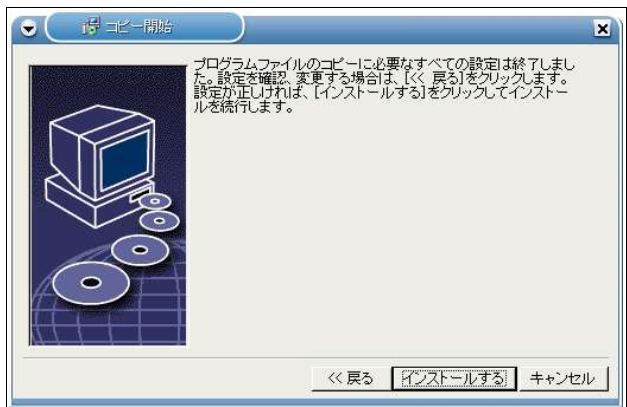 コピー開始
プログラムファイルのコピーに必要なすべての設定は終了しまし
た。設定を確認、変更する場合は、[<< 戻る]をクリックします。
設定が正しければ、[インストールする]をクリックしてインストー
ルを続行します。
<< 戻る
インストールする
キャンセル